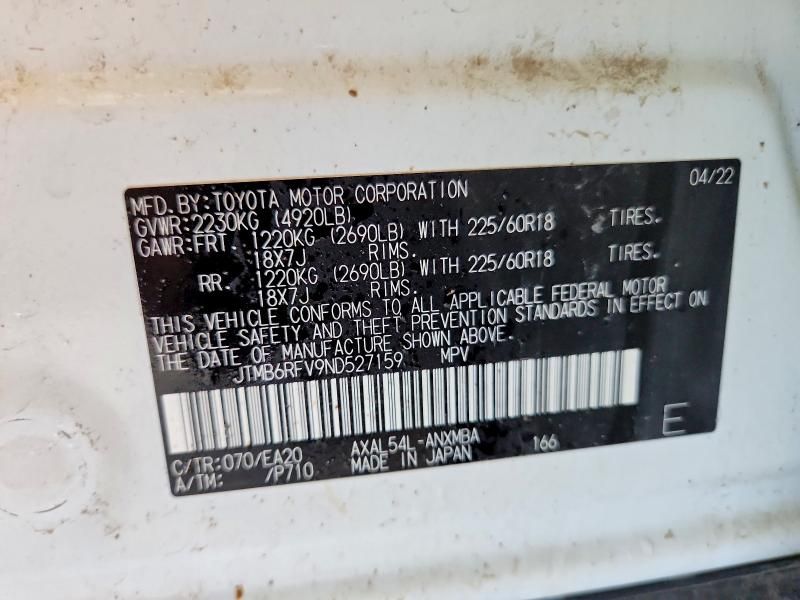 MFD. BY: TOYOTA MOTOR CORPORATION 04/22
GVWR: 2230KG (4920LB)
GAWR: FRT. 1220KG (2690LB) WITH 225/60R18 TIRES.
18X7J RIMS.
RR: 1220KG (2690LB) WITH 225/60R18 TIRES.
18X7J RIMS.
THIS VEHICLE CONFORMS TO ALL APPLICABLE FEDERAL MOTOR
VEHICLE SAFETY AND THEFT PREVENTION STANDARDS IN EFFECT ON
THE DATE OF MANUFACTURE SHOWN ABOVE.
JTMB6RFV9ND527159 MPV
C/TR: 070/EA20 AXAL54L-ANXMBA 166
A/TM: /P710 MADE IN JAPAN
E